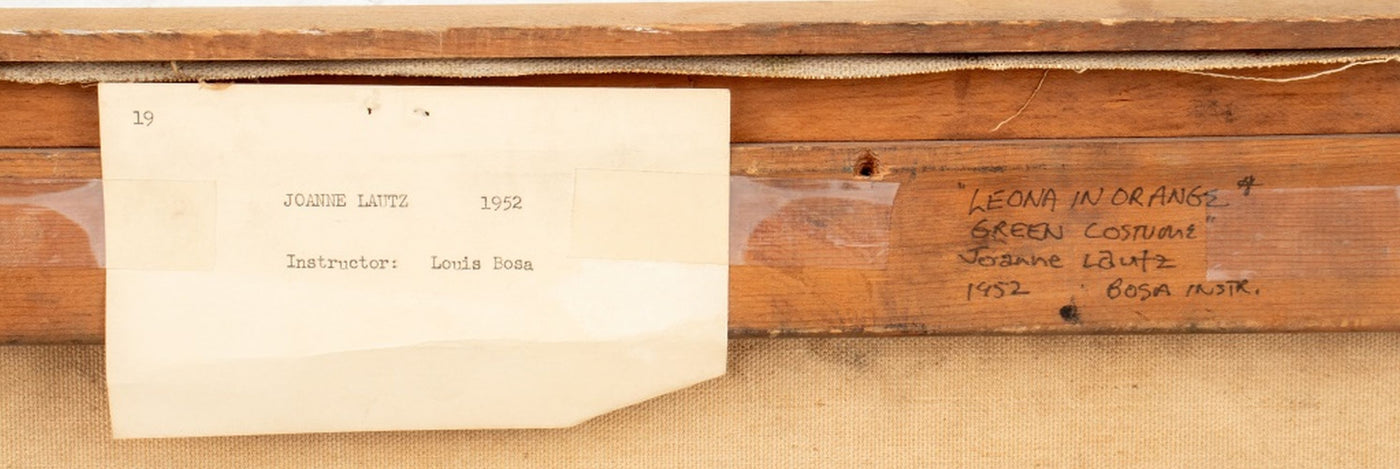 19
JOANNE LAUTZ 1952
Instructor: Louis Bosa
"LEONA IN ORANGE &
GREEN COSTUME"
Joanne Lautz
1952 BOSA INSTR.